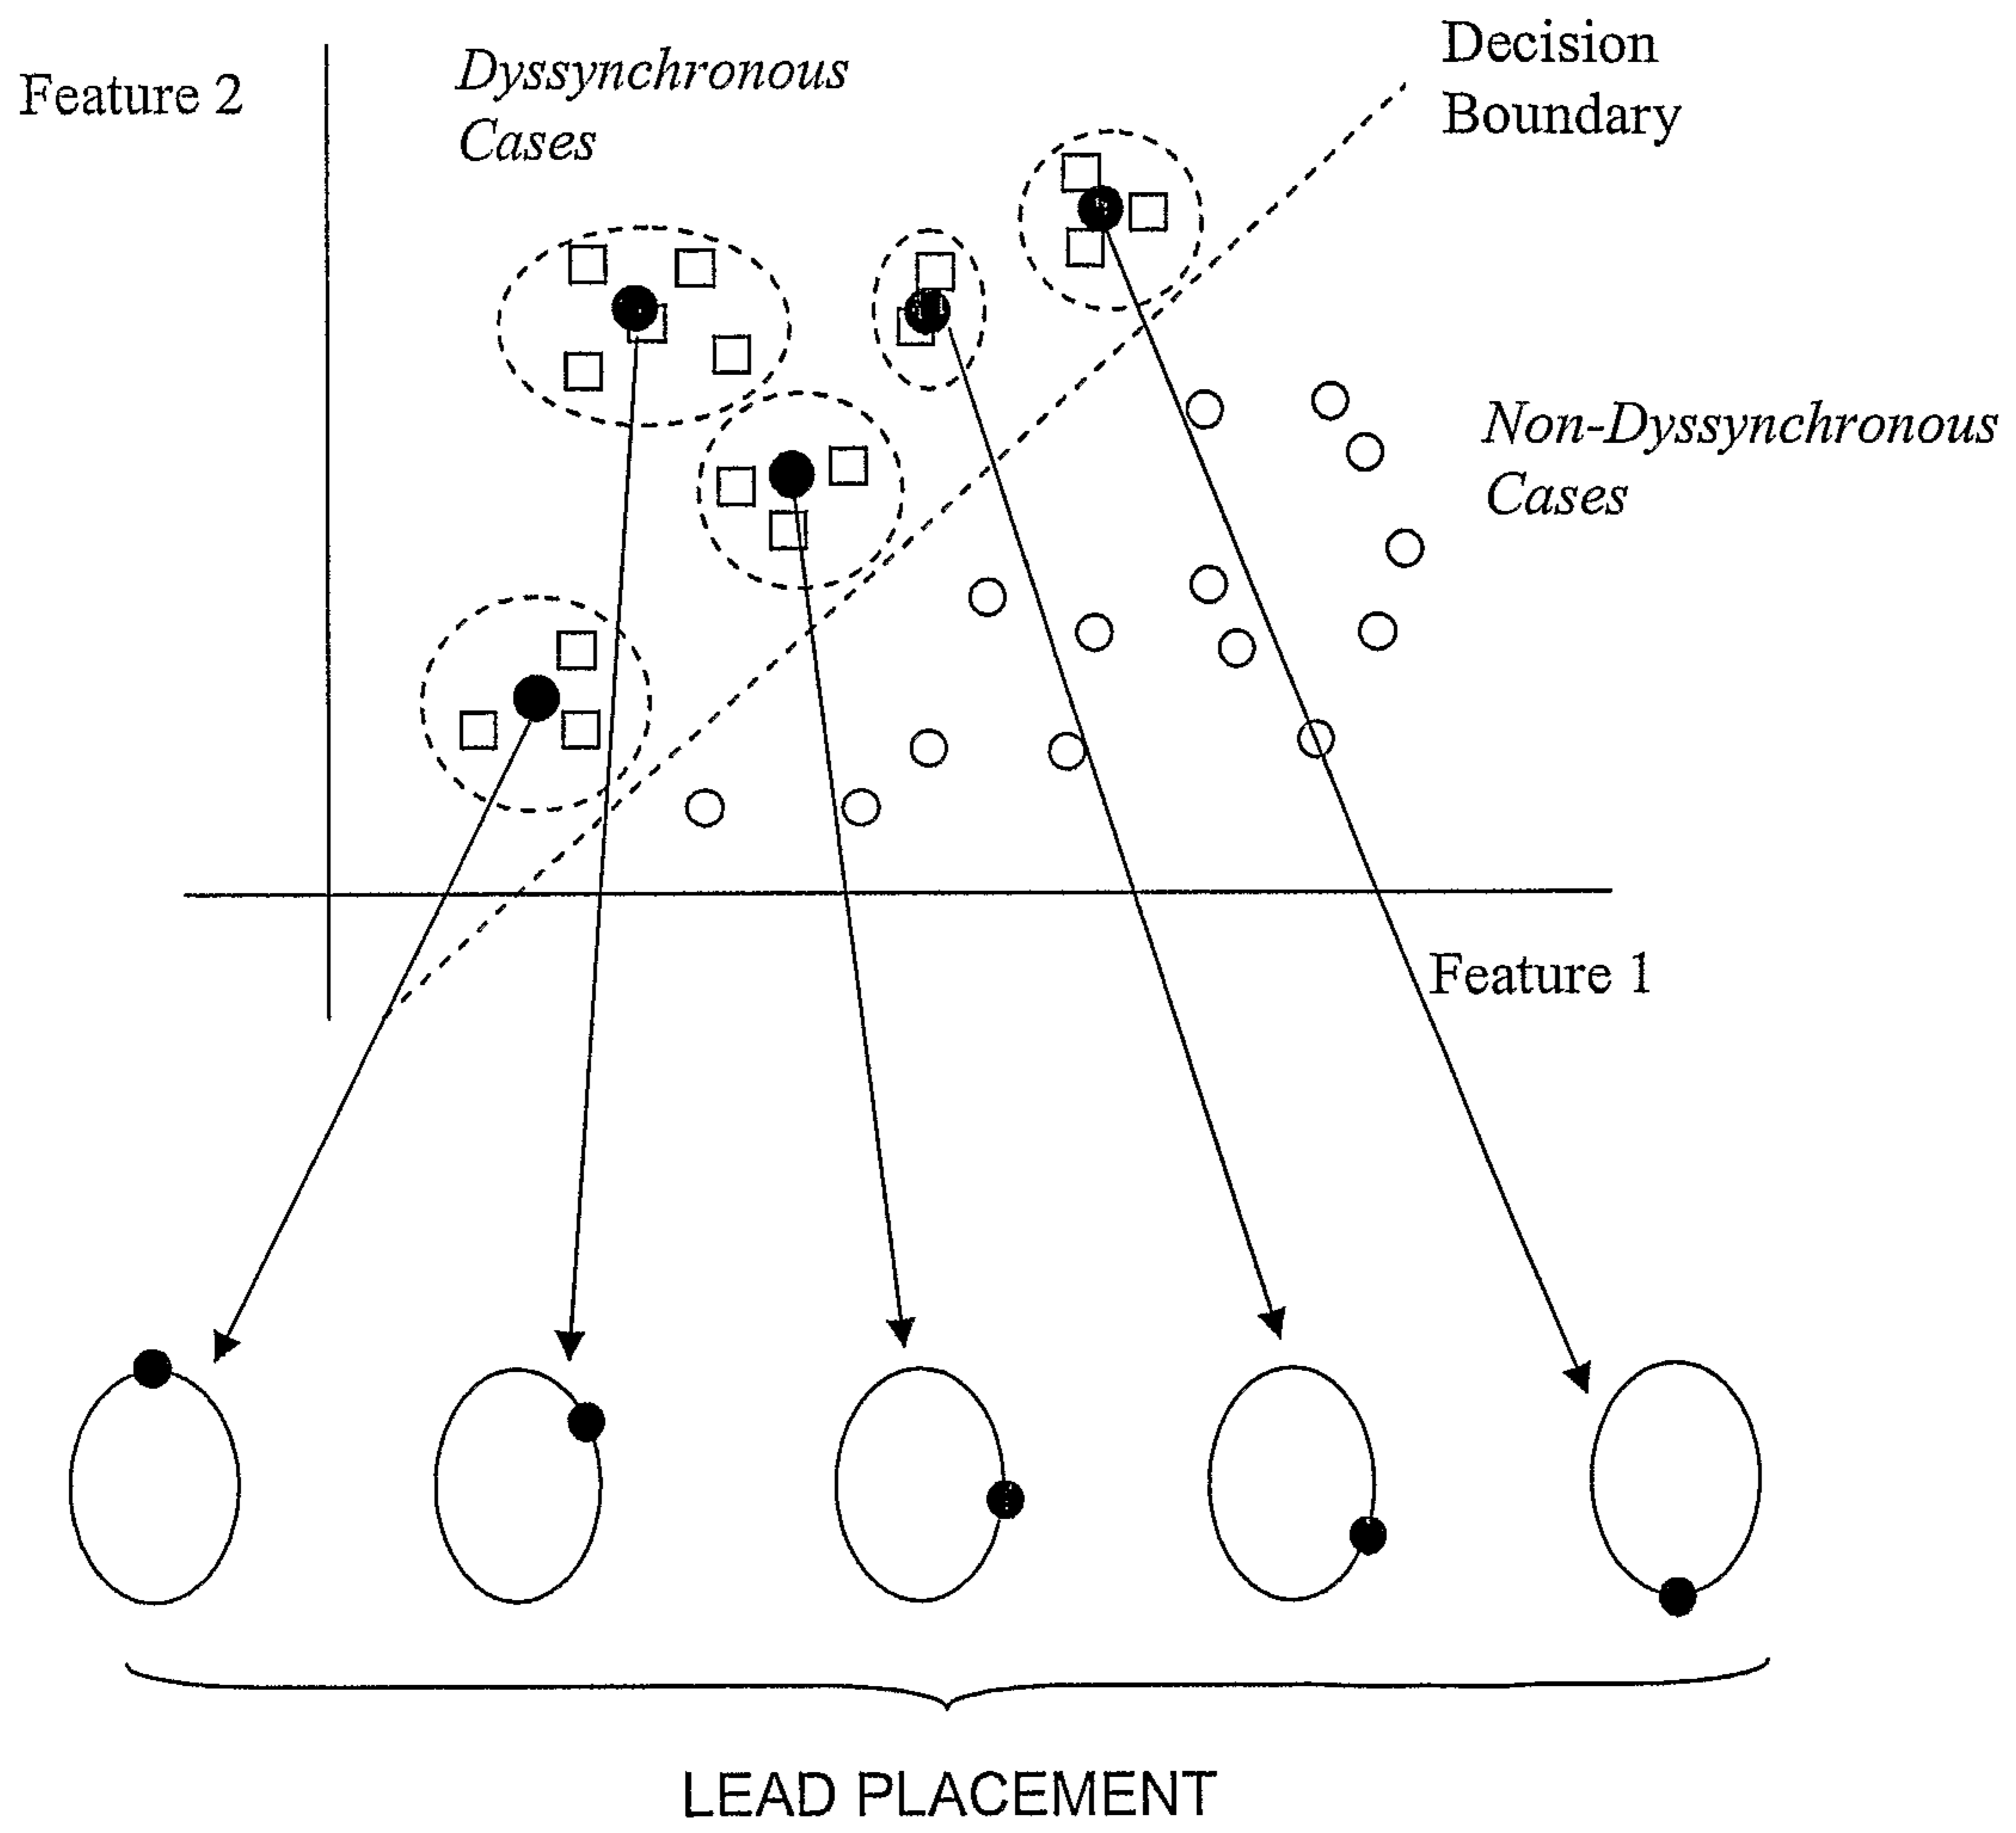 Decision
Boundary
Feature 2
Dyssynchronous
Cases
Non-Dyssynchronous
Cases
Feature 1
LEAD PLACEMENT